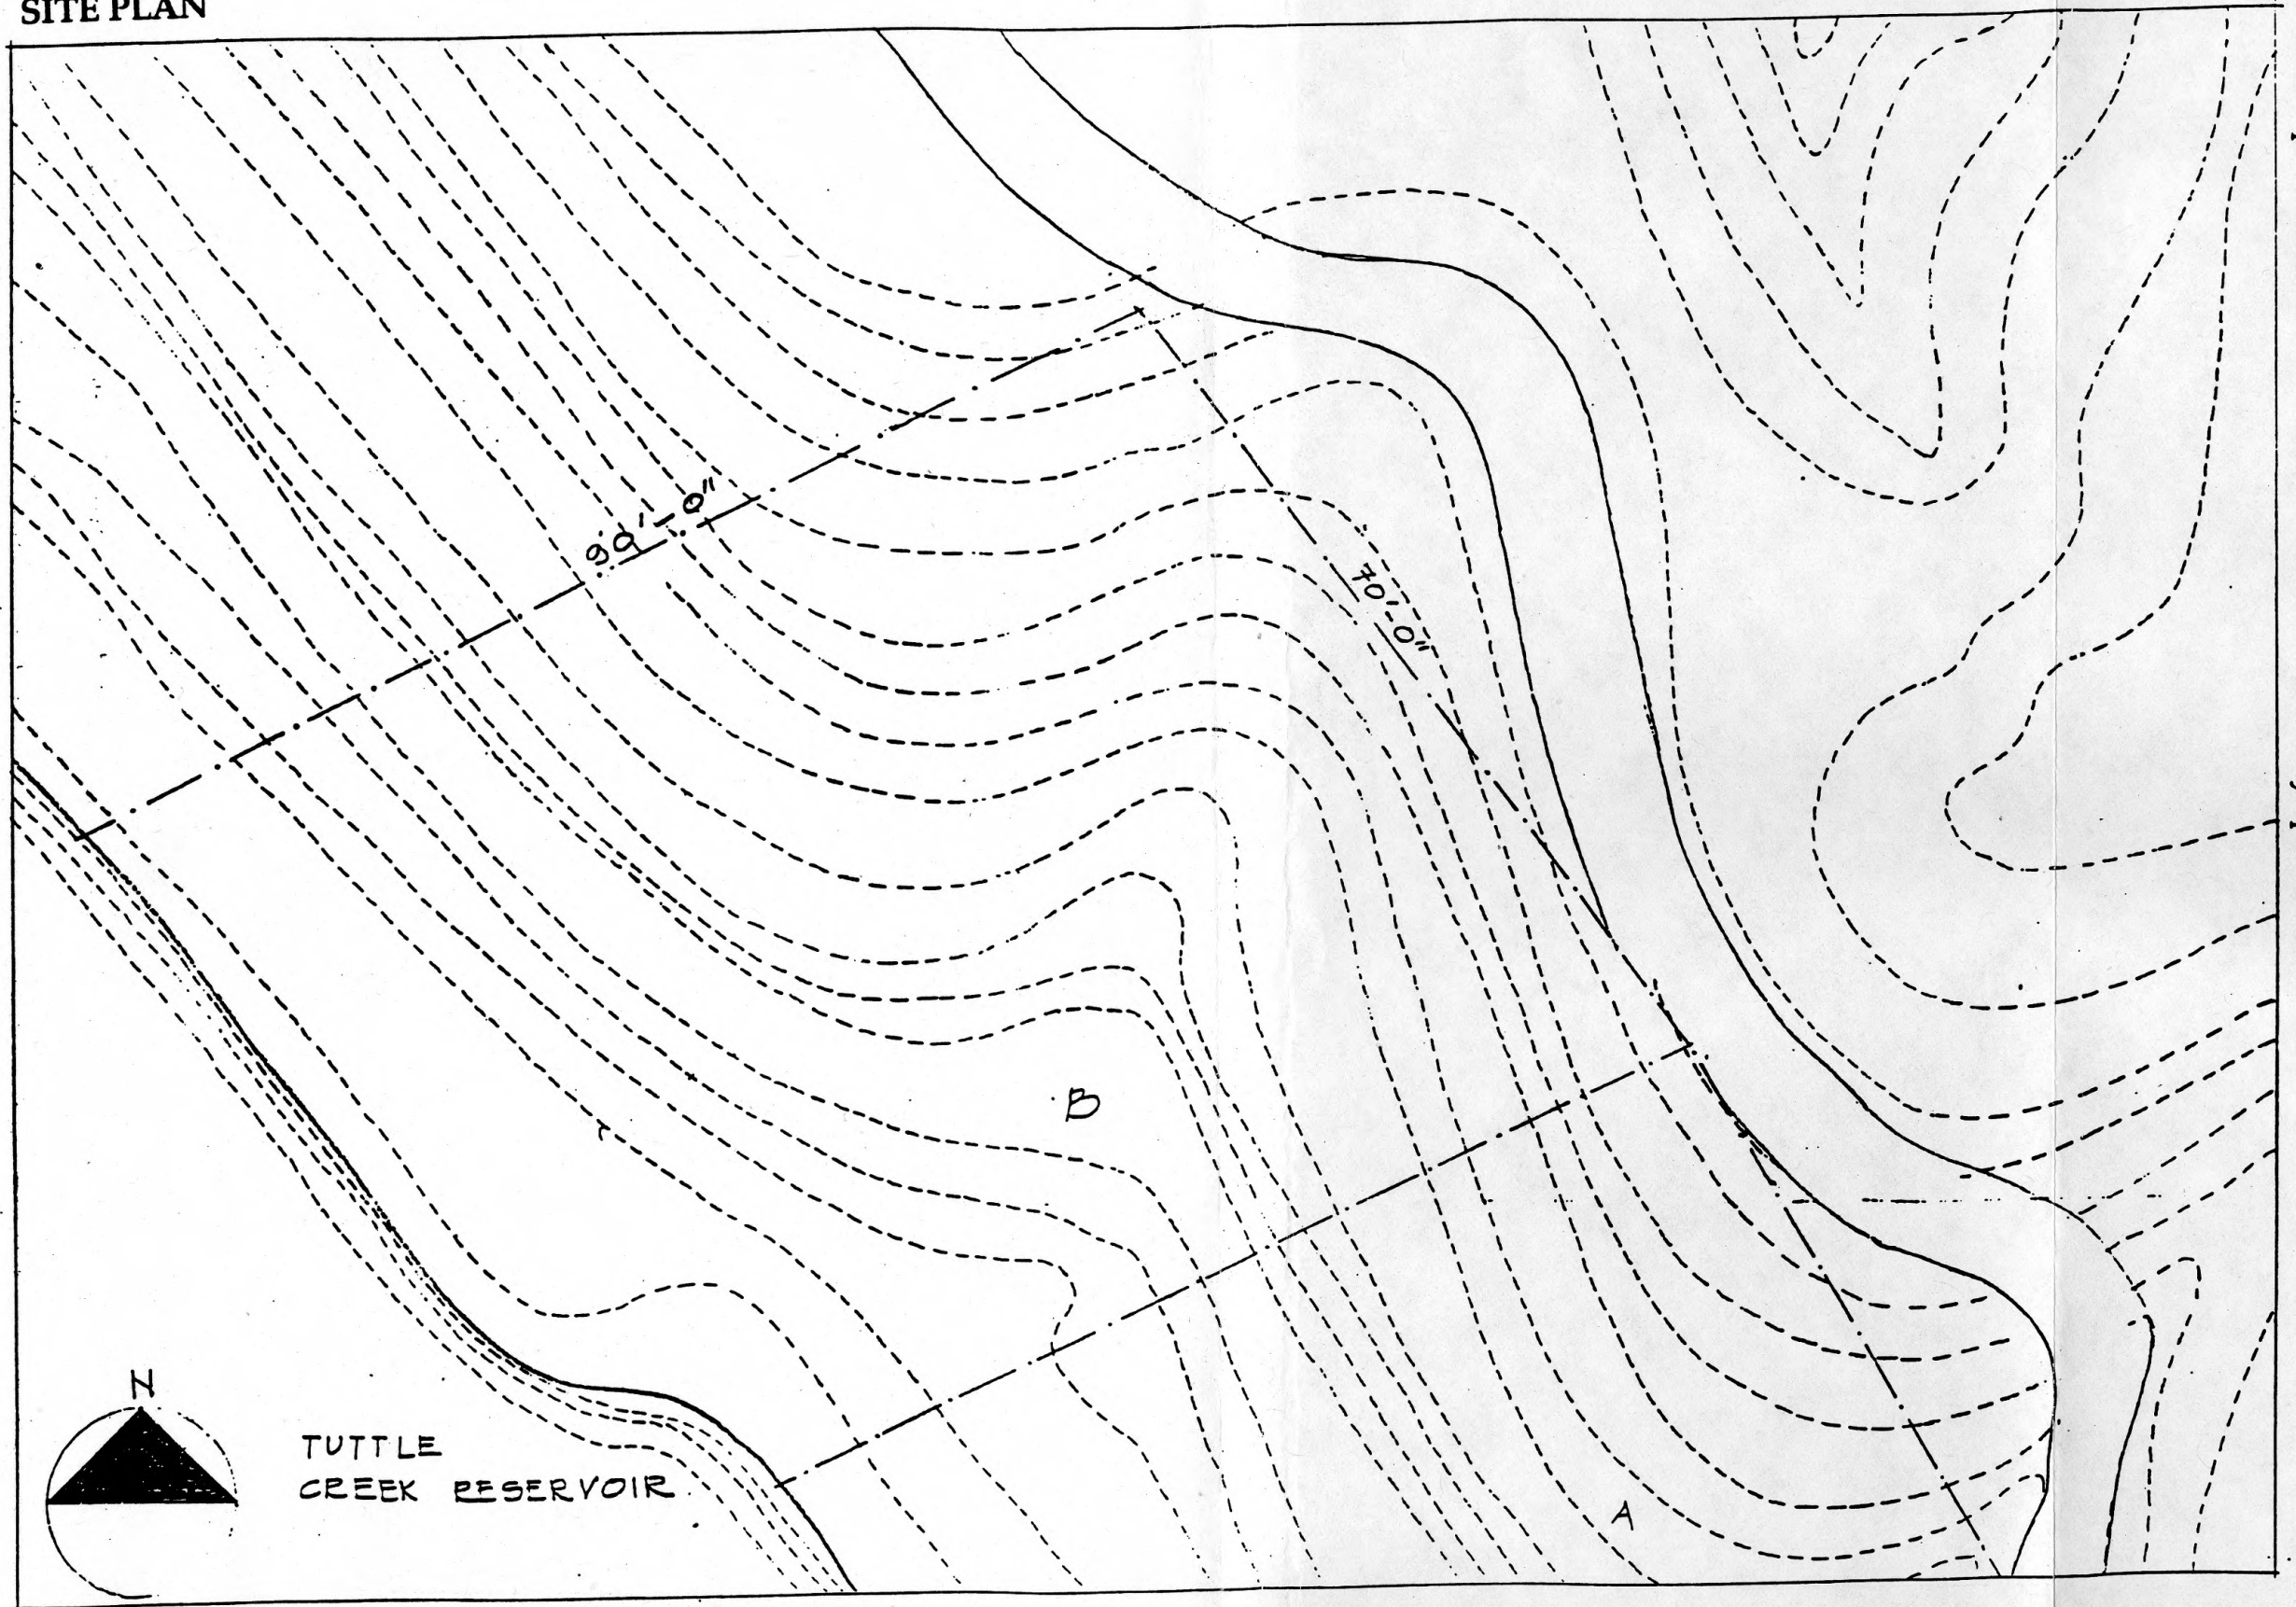 SITE PLAN
90'-0"
70'-0"
B
N
TUTTLE
CREEK RESERVOIR
A